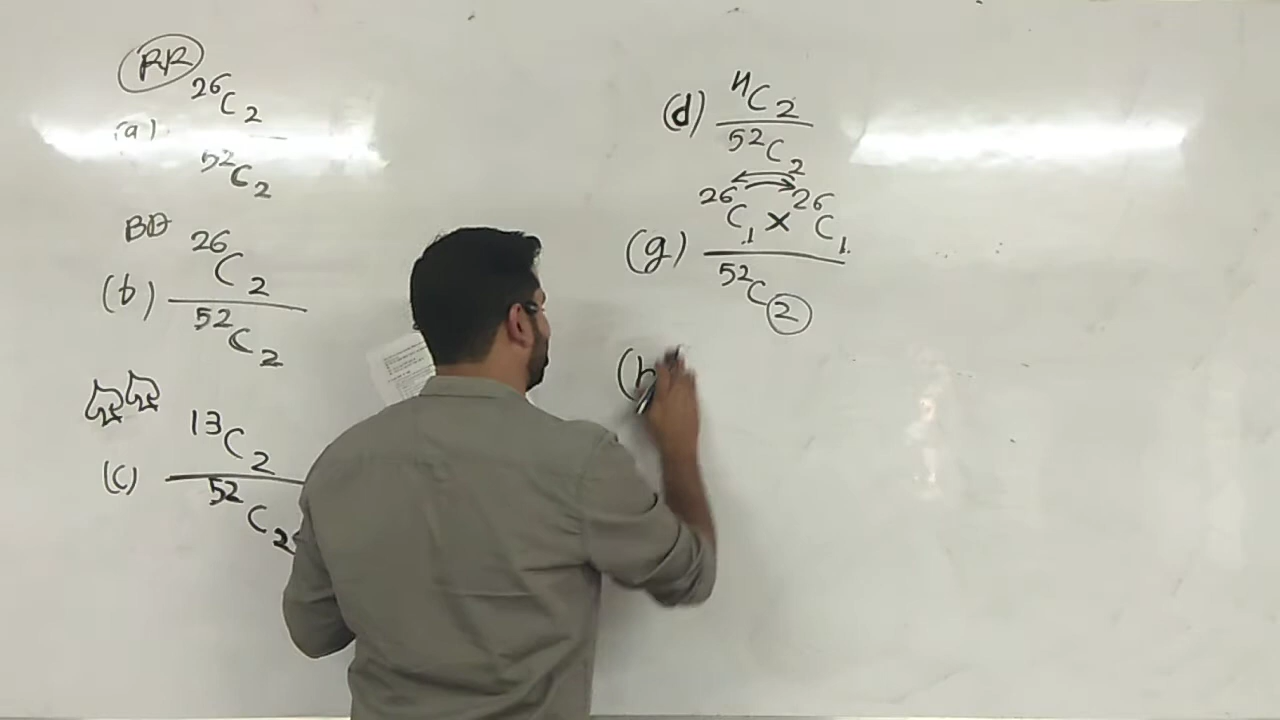 RR
²⁶C₂
(a)
⁵²C₂
BB
²⁶C₂
(b)
⁵²C₂
¹³C₂
(c)
⁵²C₂
(d) ⁴C₂
⁵²C₂
²⁶C₁ × ²⁶C₁
(g)
⁵²C₂
(h